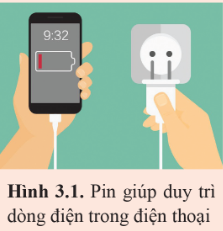 9:32
Hình 3.1. Pin giúp duy trì
dòng điện trong điện thoại